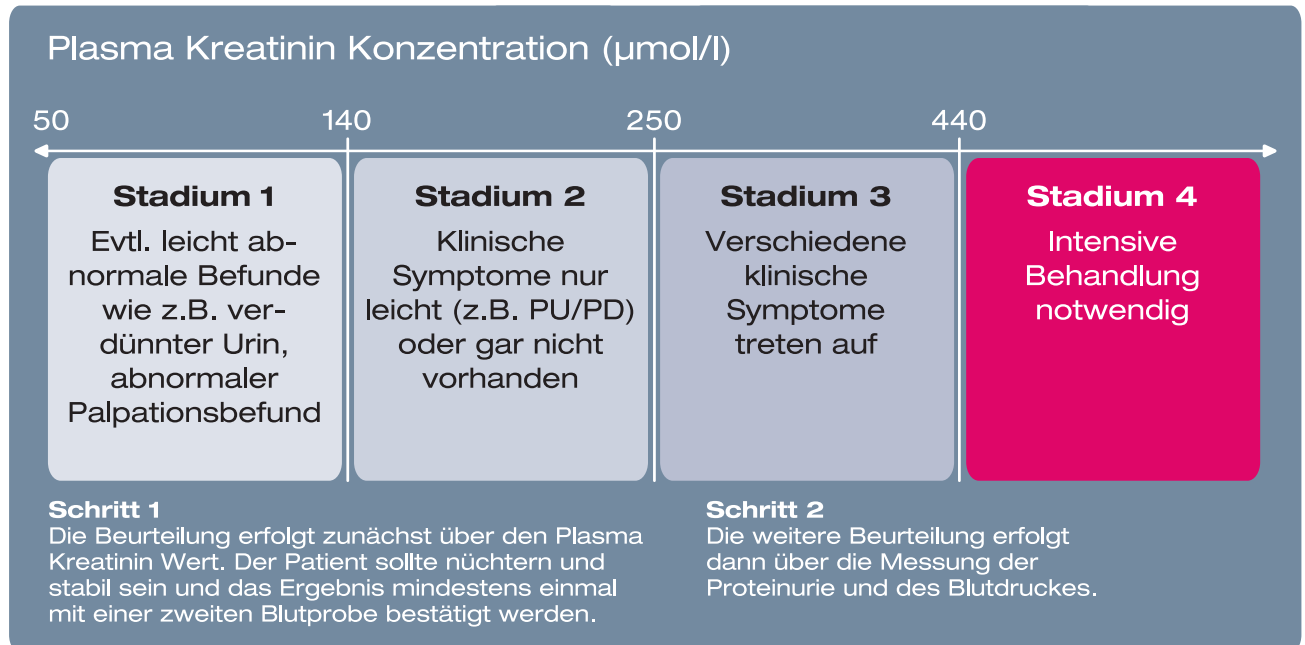 Plasma Kreatinin Konzentration (µmol/l)
50 140 250 440
Stadium 1
Evtl. leicht ab-
normale Befunde
wie z.B. ver-
dünnter Urin,
abnormaler
Palpationsbefund
Stadium 2
Klinische
Symptome nur
leicht (z.B. PU/PD)
oder gar nicht
vorhanden
Stadium 3
Verschiedene
klinische
Symptome
treten auf
Stadium 4
Intensive
Behandlung
notwendig
Schritt 1
Die Beurteilung erfolgt zunächst über den Plasma
Kreatinin Wert. Der Patient sollte nüchtern und
stabil sein und das Ergebnis mindestens einmal
mit einer zweiten Blutprobe bestätigt werden.
Schritt 2
Die weitere Beurteilung erfolgt
dann über die Messung der
Proteinurie und des Blutdruckes.